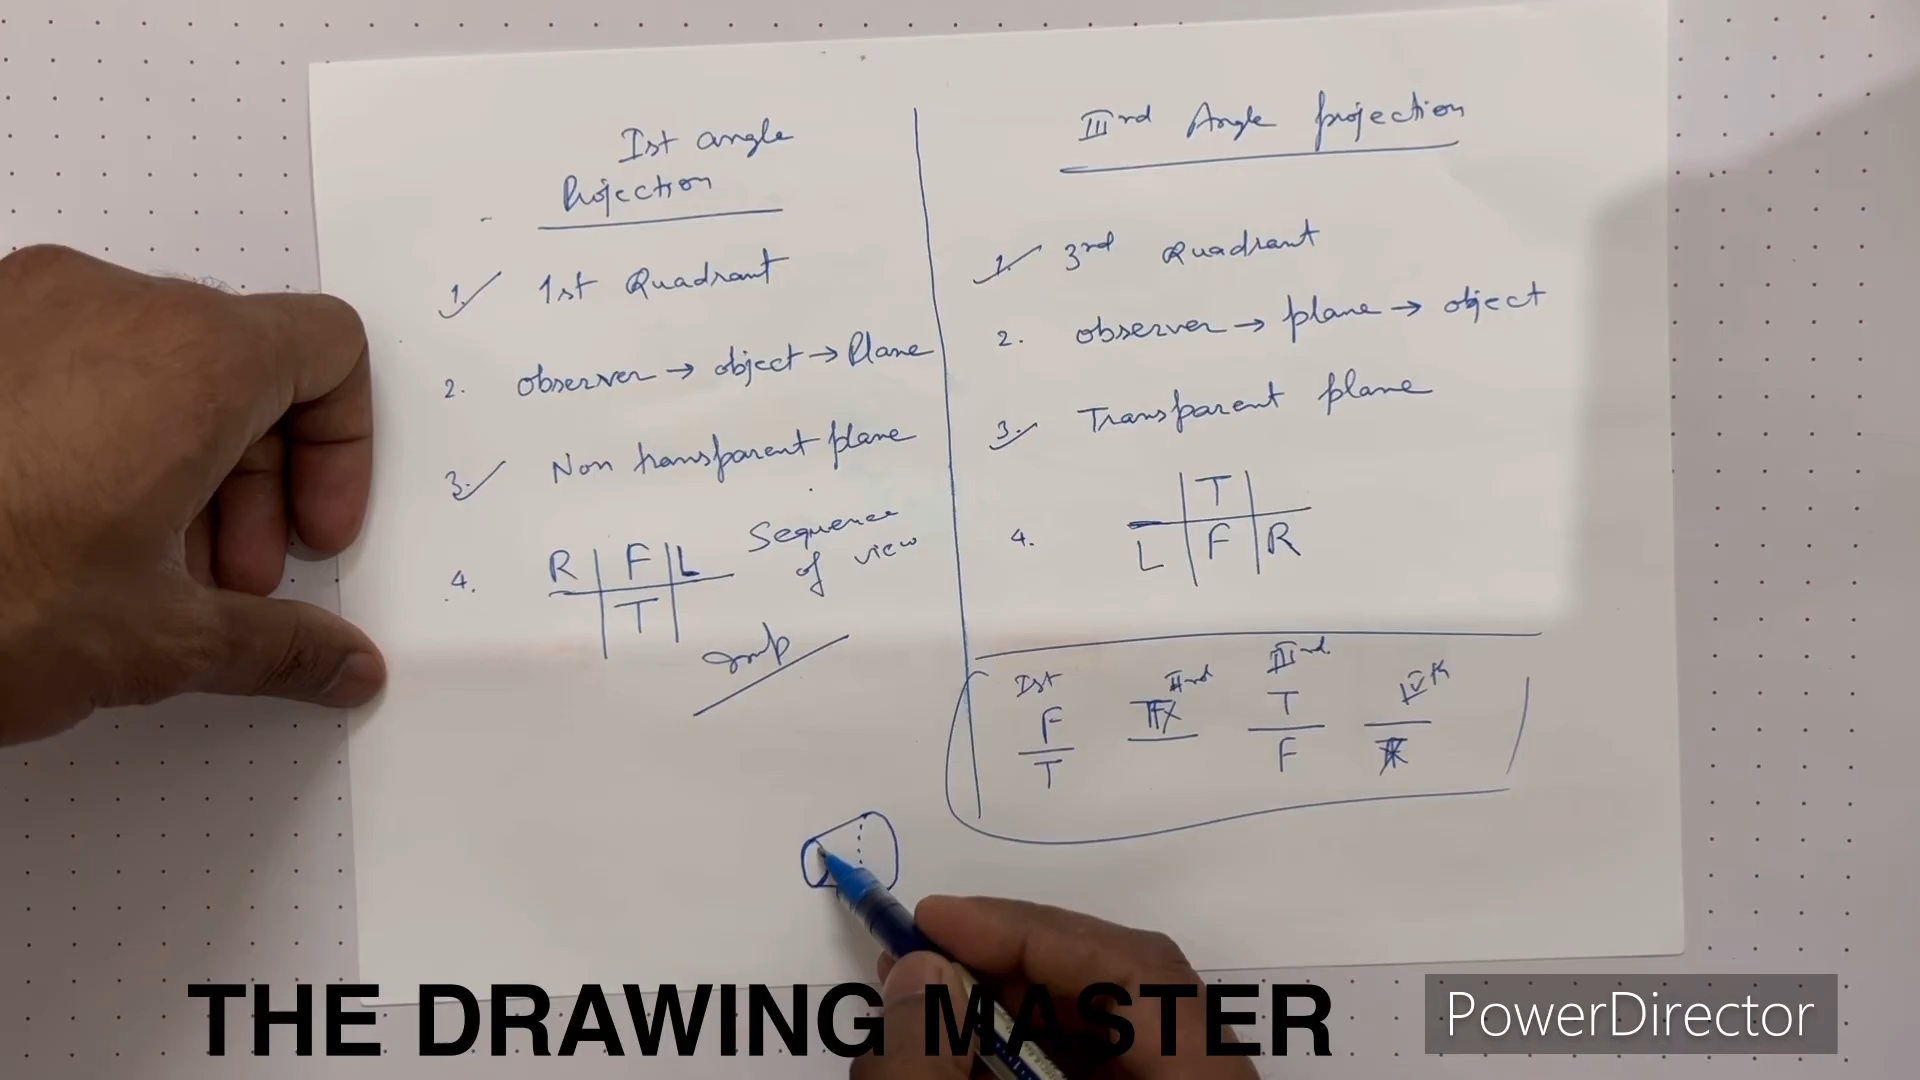 Ist angle
Projection
1. 1st Quadrant
2. observer → object → Plane
3. Non transparent plane
4. R F L
T
Sequence
of view
Imp
IIIrd Angle projection
1. 3rd Quadrant
2. observer → plane → object
3. Transparent plane
4. T
L F R
Ist IInd IIIrd IVth
F T
T F
THE DRAWING MASTER
PowerDirector